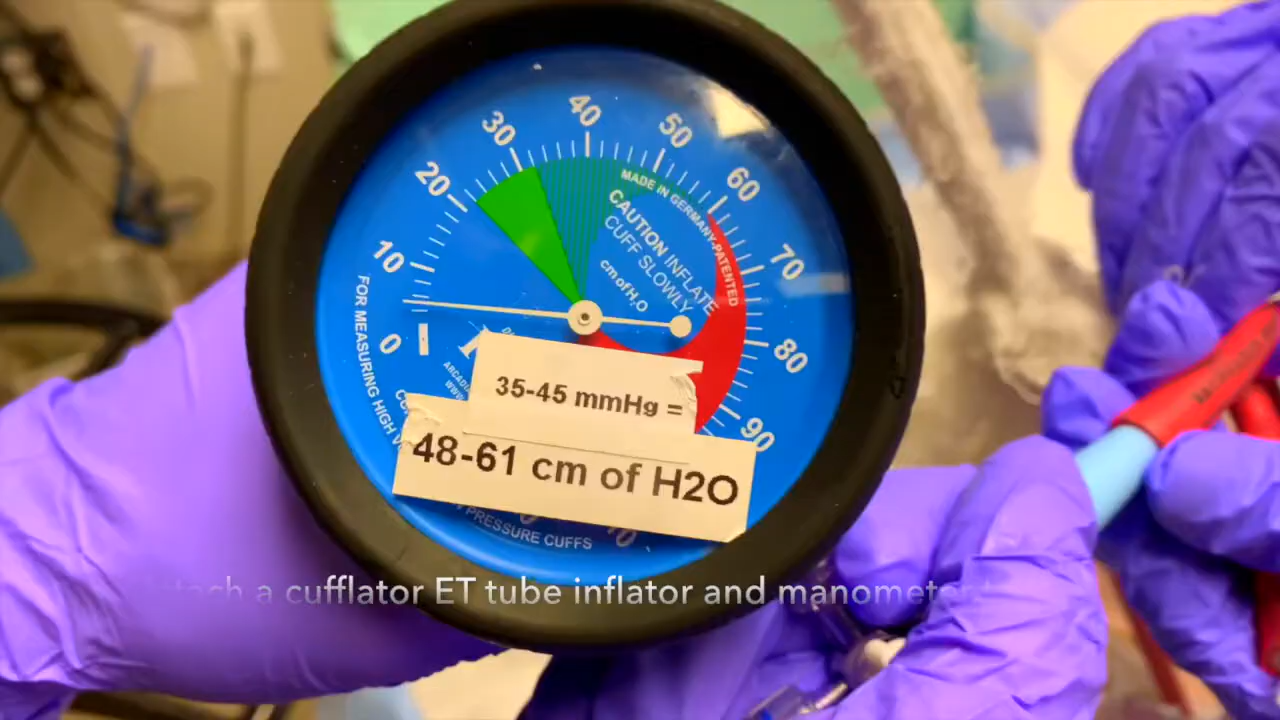 40
30
50
20
60
10
70
0
80
90
MADE IN GERMANY-PATENTED
CAUTION INFLATE
CUFF SLOWLY
cm of H₂O
FOR MEASURING HIGH
35-45 mmHg =
48-61 cm of H2O
PRESSURE CUFFS
a cufflator ET tube inflator and manometer